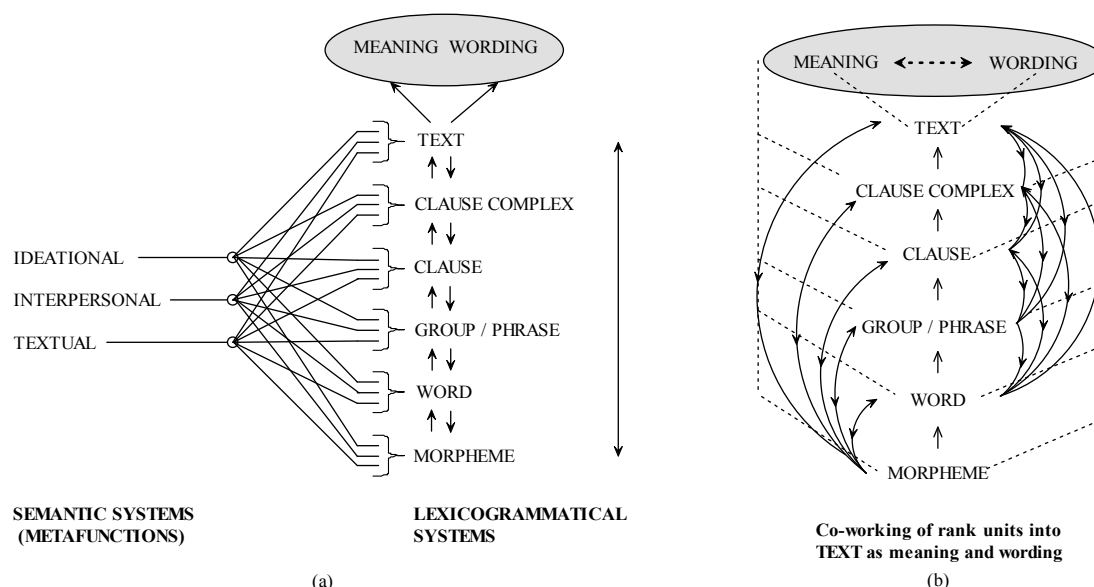 MEANING WORDING
TEXT
CLAUSE COMPLEX
IDEATIONAL
CLAUSE
INTERPERSONAL
GROUP / PHRASE
TEXTUAL
WORD
MORPHEME
SEMANTIC SYSTEMS
(METAFUNCTIONS)
LEXICOGRAMMATICAL
SYSTEMS
(a)
MEANING WORDING
TEXT
CLAUSE COMPLEX
CLAUSE
GROUP / PHRASE
WORD
MORPHEME
Co-working of rank units into
TEXT as meaning and wording
(b)